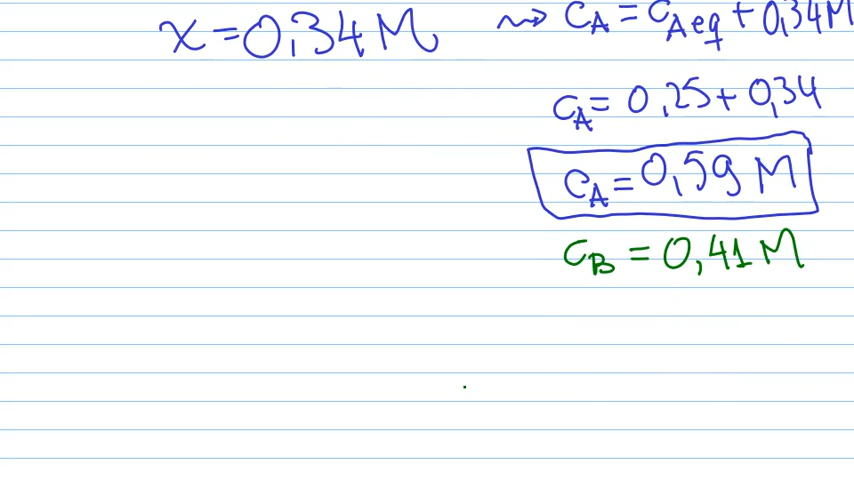 x = 0,34 M
⇝ C_A = C_Aeq + 0,34 M
C_A = 0,25 + 0,34
C_A = 0,59 M
C_B = 0,41 M